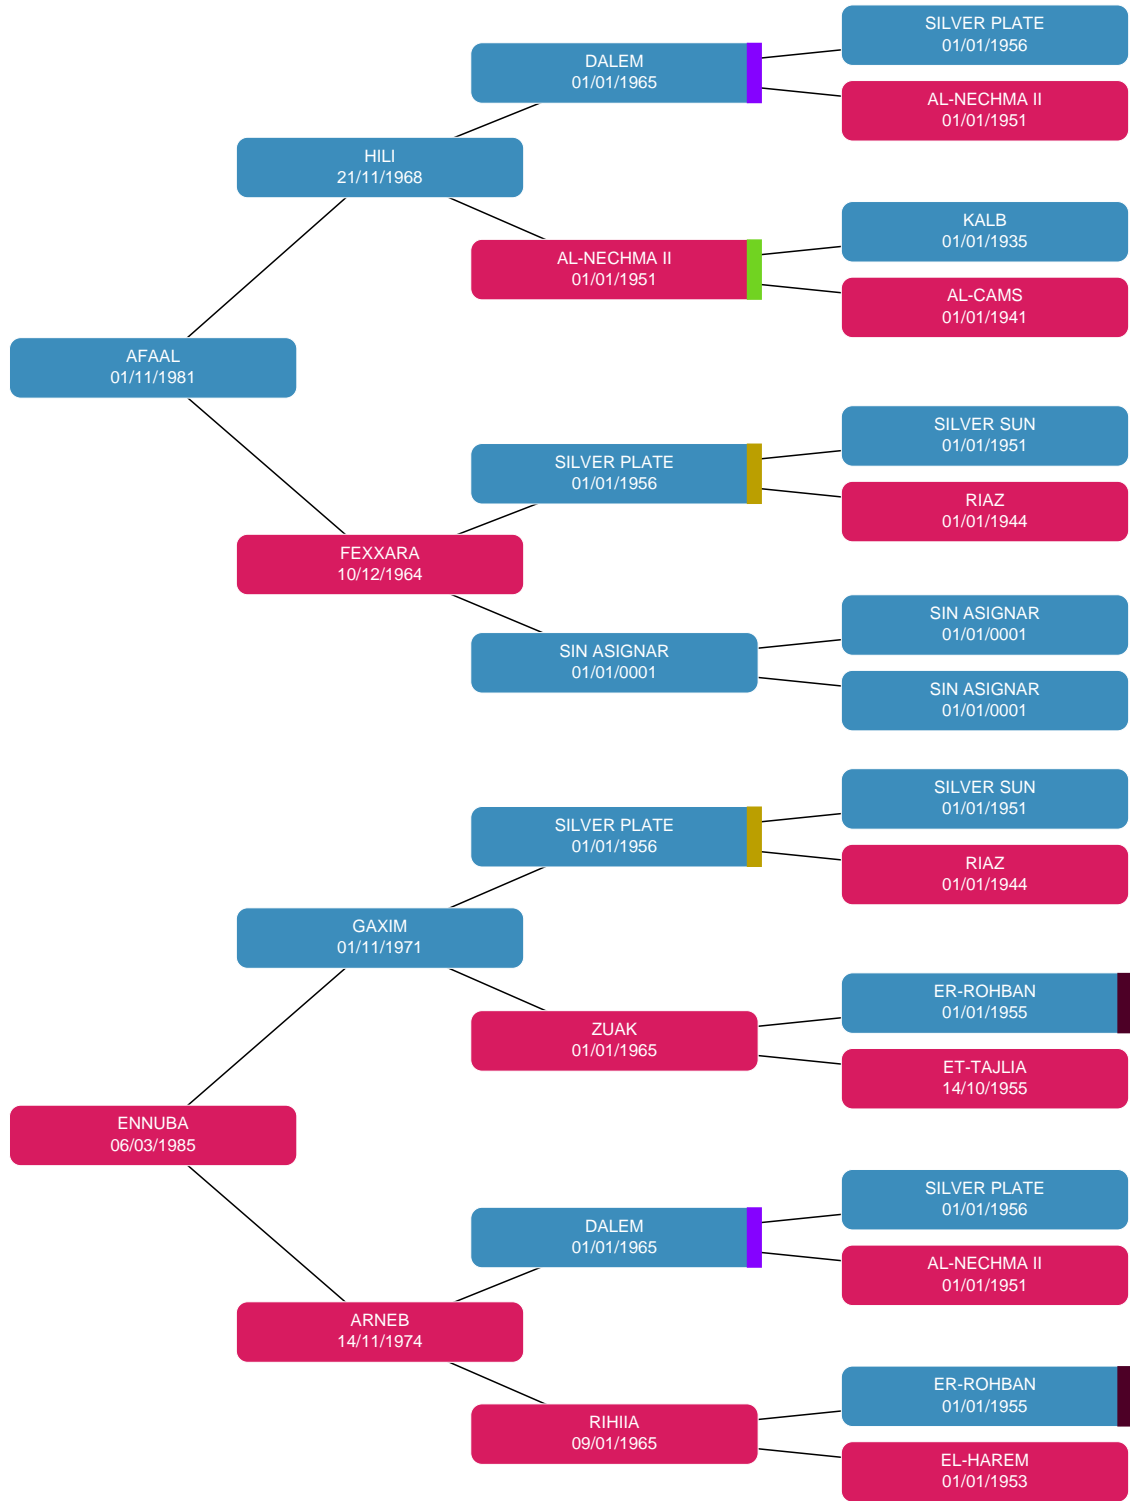 SILVER PLATE
01/01/1956
DALEM
01/01/1965
AL-NECHMA II
01/01/1951
HILI
21/11/1968
KALB
01/01/1935
AL-NECHMA II
01/01/1951
AL-CAMS
01/01/1941
AFAAL
01/11/1981
SILVER SUN
01/01/1951
SILVER PLATE
01/01/1956
RIAZ
01/01/1944
FEXXARA
10/12/1964
SIN ASIGNAR
01/01/0001
SIN ASIGNAR
01/01/0001
SIN ASIGNAR
01/01/0001
SILVER SUN
01/01/1951
SILVER PLATE
01/01/1956
RIAZ
01/01/1944
GAXIM
01/11/1971
ER-ROHBAN
01/01/1955
ZUAK
01/01/1965
ET-TAJLIA
14/10/1955
ENNUBA
06/03/1985
SILVER PLATE
01/01/1956
DALEM
01/01/1965
AL-NECHMA II
01/01/1951
ARNEB
14/11/1974
ER-ROHBAN
01/01/1955
RIHIIA
09/01/1965
EL-HAREM
01/01/1953